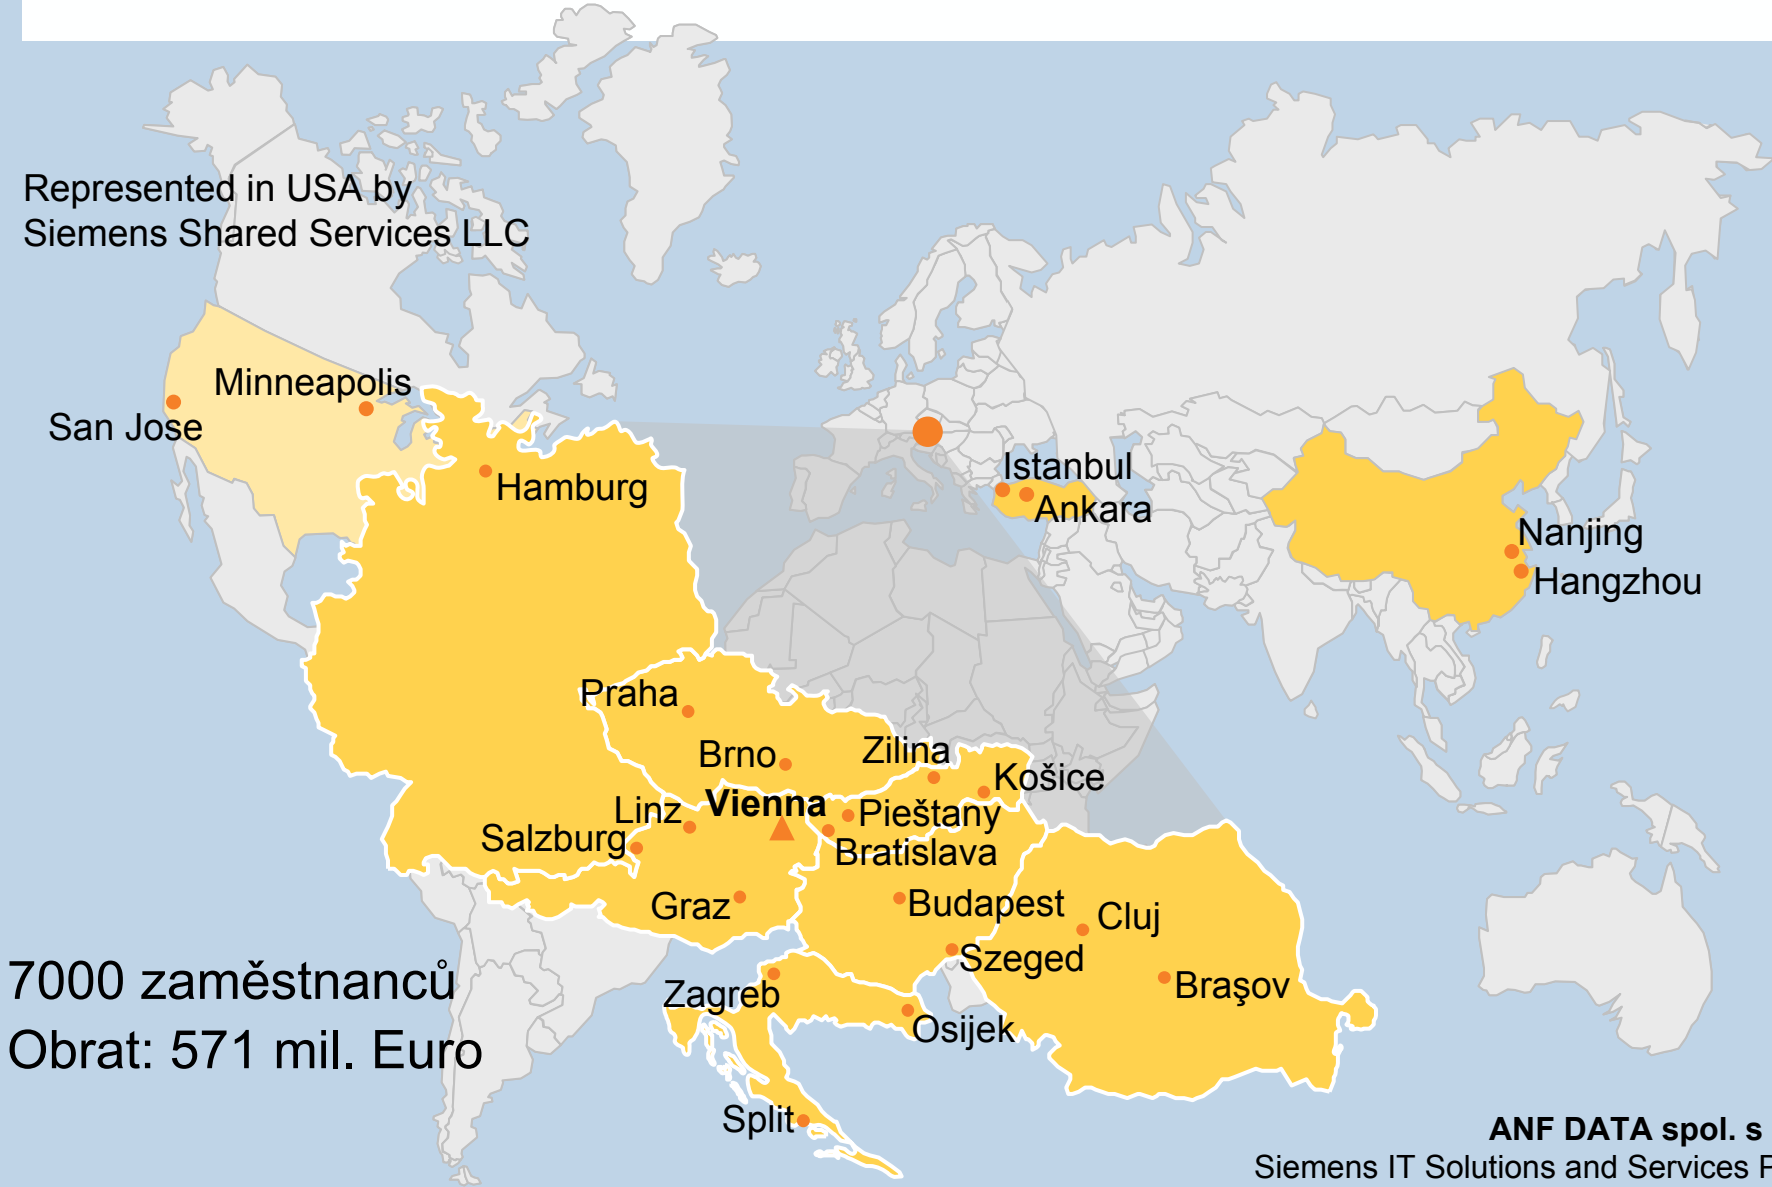 Represented in USA by
Siemens Shared Services LLC
Minneapolis
San Jose
Hamburg
Istanbul
Ankara
Nanjing
Hangzhou
Praha
Brno
Zilina
Košice
Linz
Vienna
Pieštany
Salzburg
Bratislava
Graz
Budapest
Cluj
Szeged
Braşov
Zagreb
Osijek
Split
7000 zaměstnanců
Obrat: 571 mil. Euro
ANF DATA spol. s
Siemens IT Solutions and Services